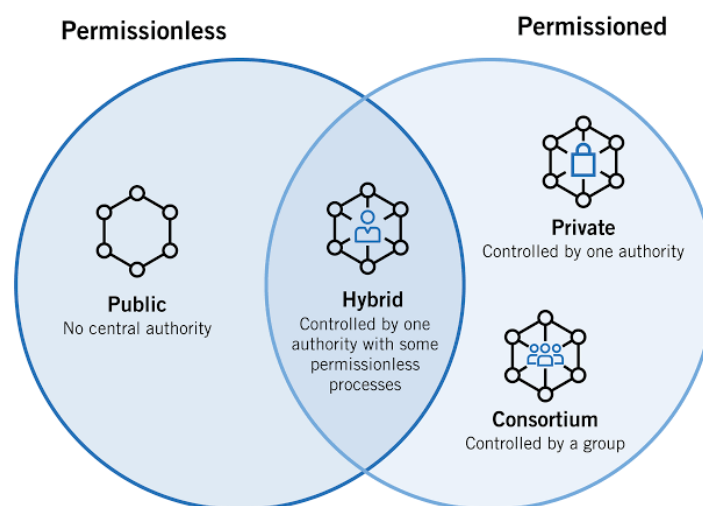 Permissionless
Permissioned
Public
No central authority
Hybrid
Controlled by one
authority with some
permissionless
processes
Private
Controlled by one authority
Consortium
Controlled by a group